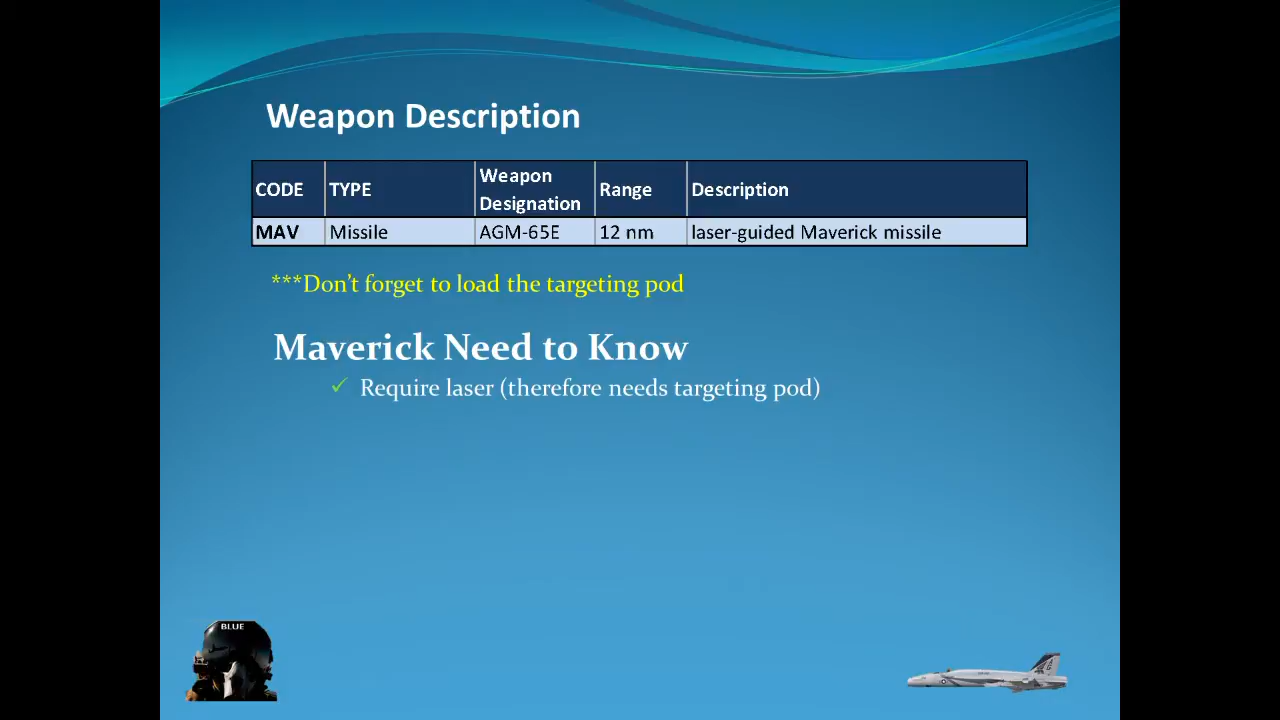 Weapon Description
CODE TYPE Weapon Designation Range Description
MAV Missile AGM-65E 12 nm laser-guided Maverick missile
***Don't forget to load the targeting pod
Maverick Need to Know
✓ Require laser (therefore needs targeting pod)
BLUE